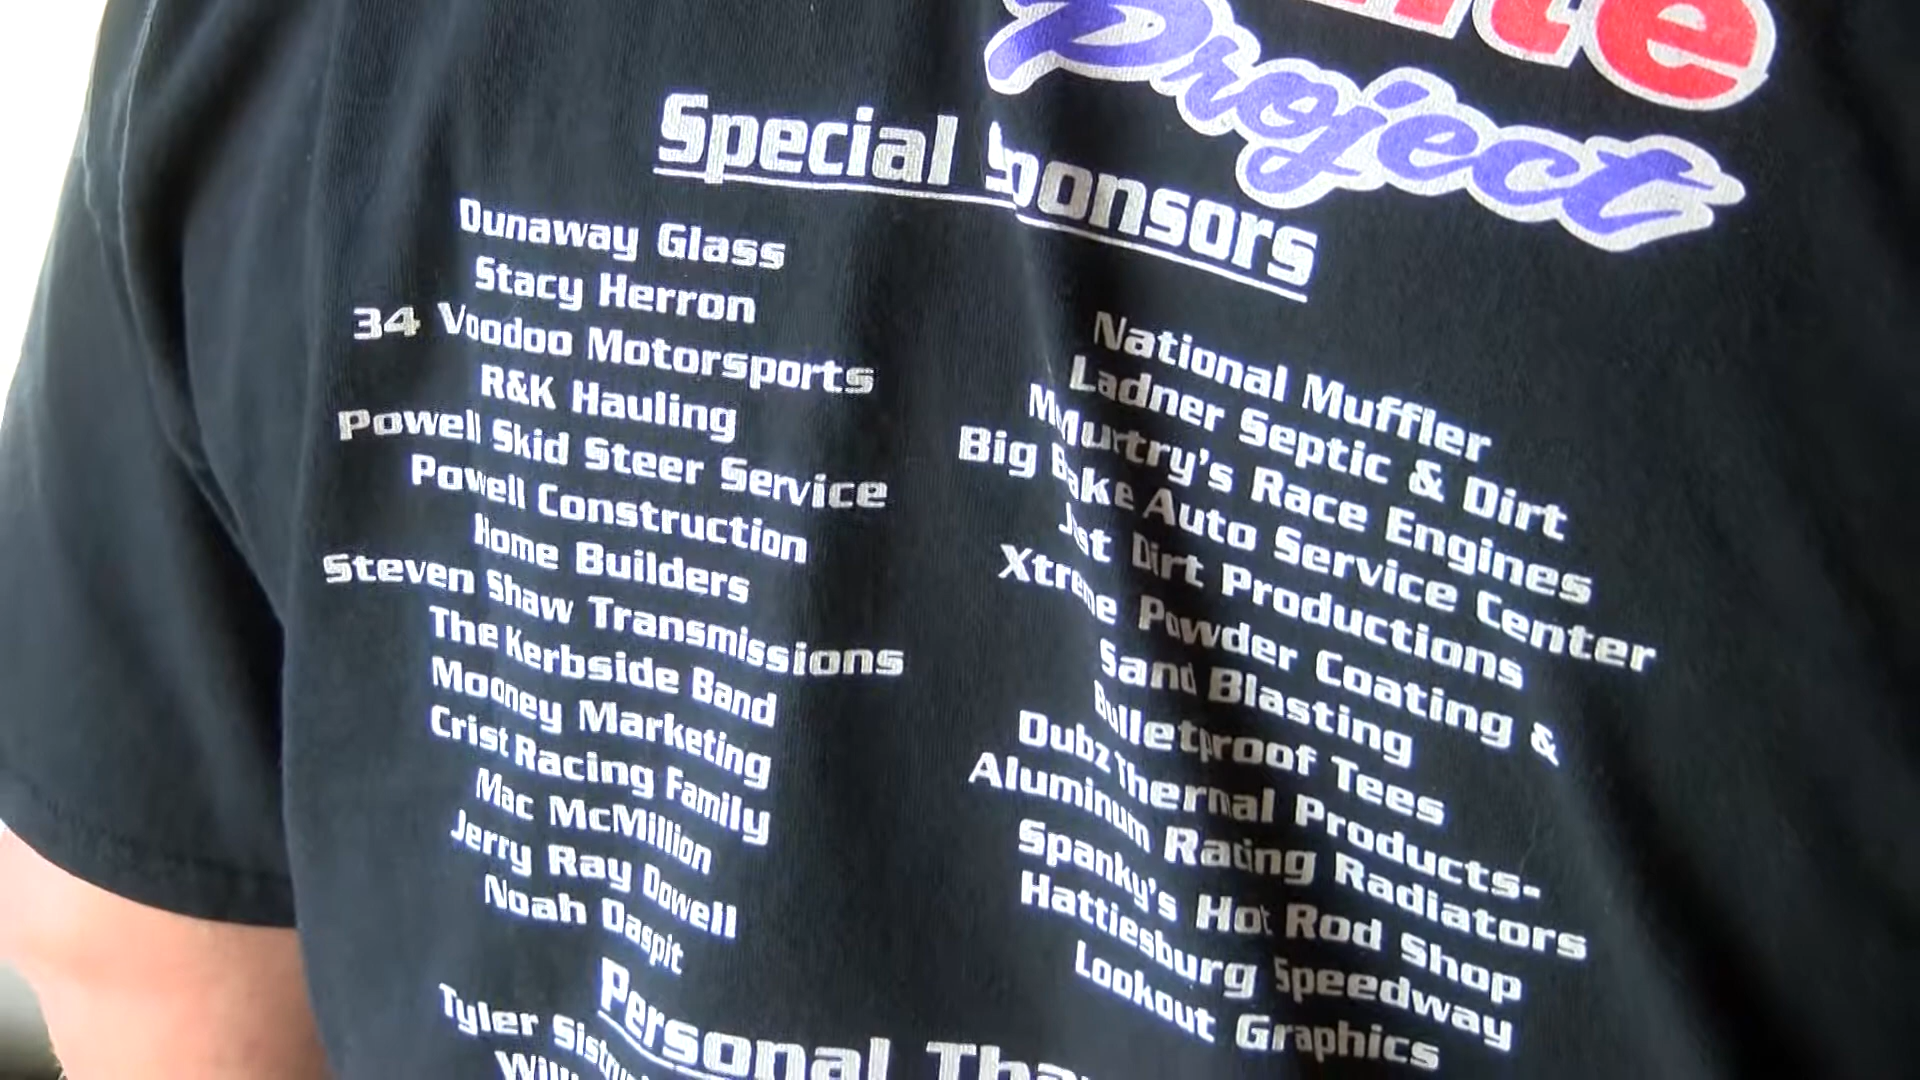 Project
Special Sponsors
Dunaway Glass
Stacy Herron
34 Voodoo Motorsports
R&K Hauling
Powell Skid Steer Service
Powell Construction
Home Builders
Steven Shaw Transmissions
The Kerbside Band
Mooney Marketing
Crist Racing Family
Mac McMillion
Jerry Ray Dowell
Noah Daspit
National Muffler
Ladner Septic & Dirt
McMurtry's Race Engines
Big Bake Auto Service Center
Just Dirt Productions
Xtreme Powder Coating &
Sand Blasting
Bulletproof Tees
Dubz Thermal Products-
Aluminum Racing Radiators
Spanky's Hot Rod Shop
Hattiesburg Speedway
Lookout Graphics
Personal
Tyler